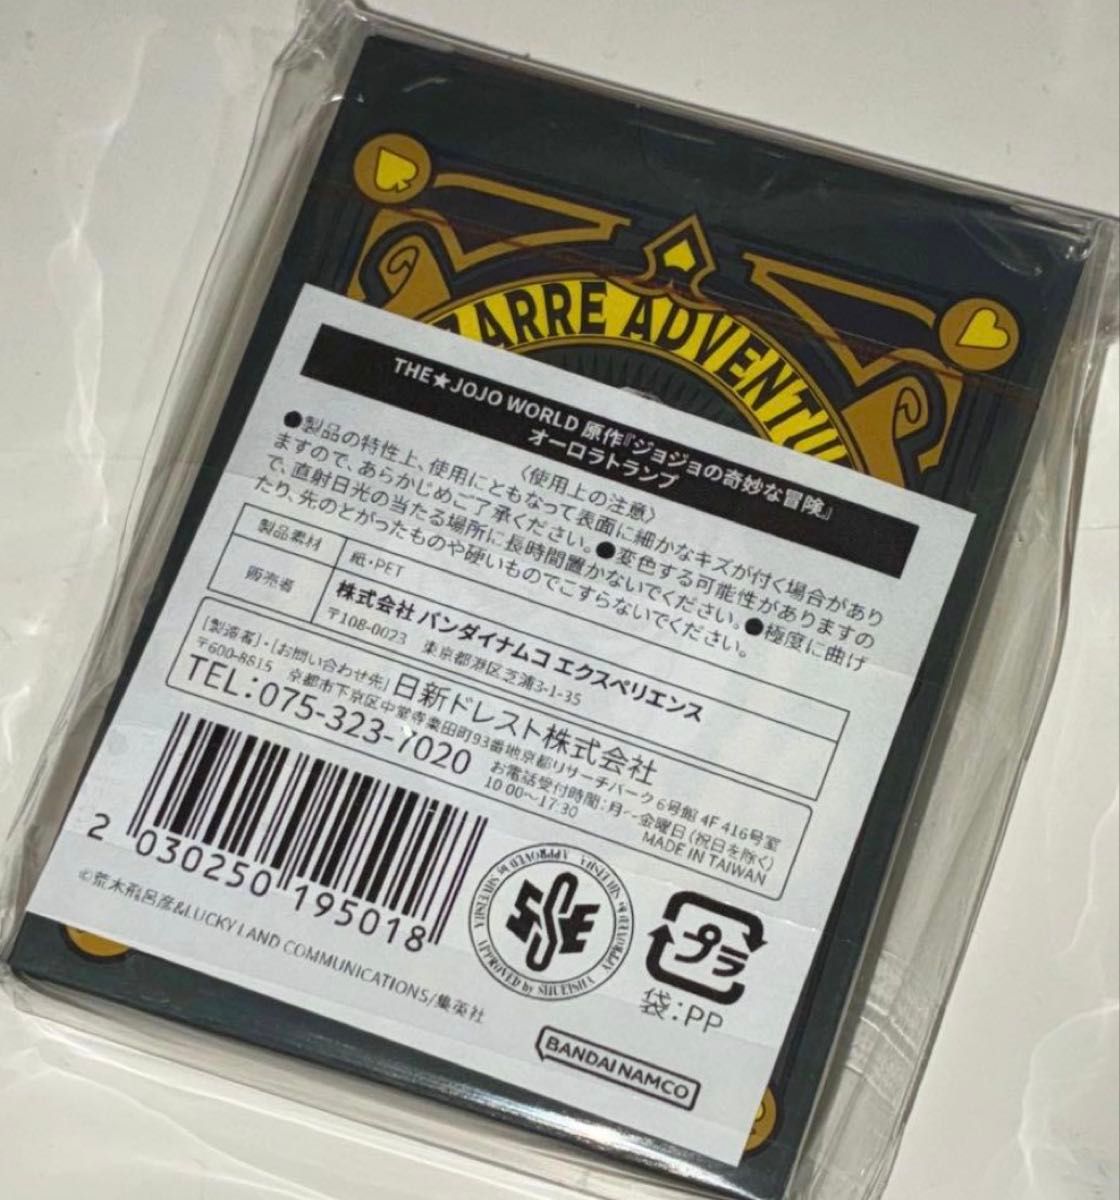 ZARRE ADVENTU
THE★JOJO WORLD 原作『ジョジョの奇妙な冒険』
オーロラトランプ
〈使用上の注意〉
●製品の特性上、使用にともなって表面に細かなキズが付く場合があり
ますので、あらかじめご了承ください。●変色する可能性がありますの
で、直射日光の当たる場所に長時間置かないでください。●極度に曲げ
たり、先のとがったものや硬いものでこすらないでください。
製品素材 紙・PET
販売者 株式会社 バンダイナムコ エクスペリエンス
〒108-0023 東京都港区芝浦3-1-35
[製造者]・[お問い合わせ先] 日新ドレスト株式会社
〒600-8815 京都市下京区中堂寺粟田町93番地京都リサーチパーク 6号館 4F 416号室
TEL:075-323-7020 お電話受付時間:月～金曜日(祝日を除く)
10:00～17:30
MADE IN TAIWAN
2 030250 195018
©荒木飛呂彦&LUCKY LAND COMMUNICATIONS/集英社
APPROVED by SHUEISHA APPROVED by SHUEISHA APPROVED by SHUEISHA
SE
プラ
袋:PP
BANDAI NAMCO